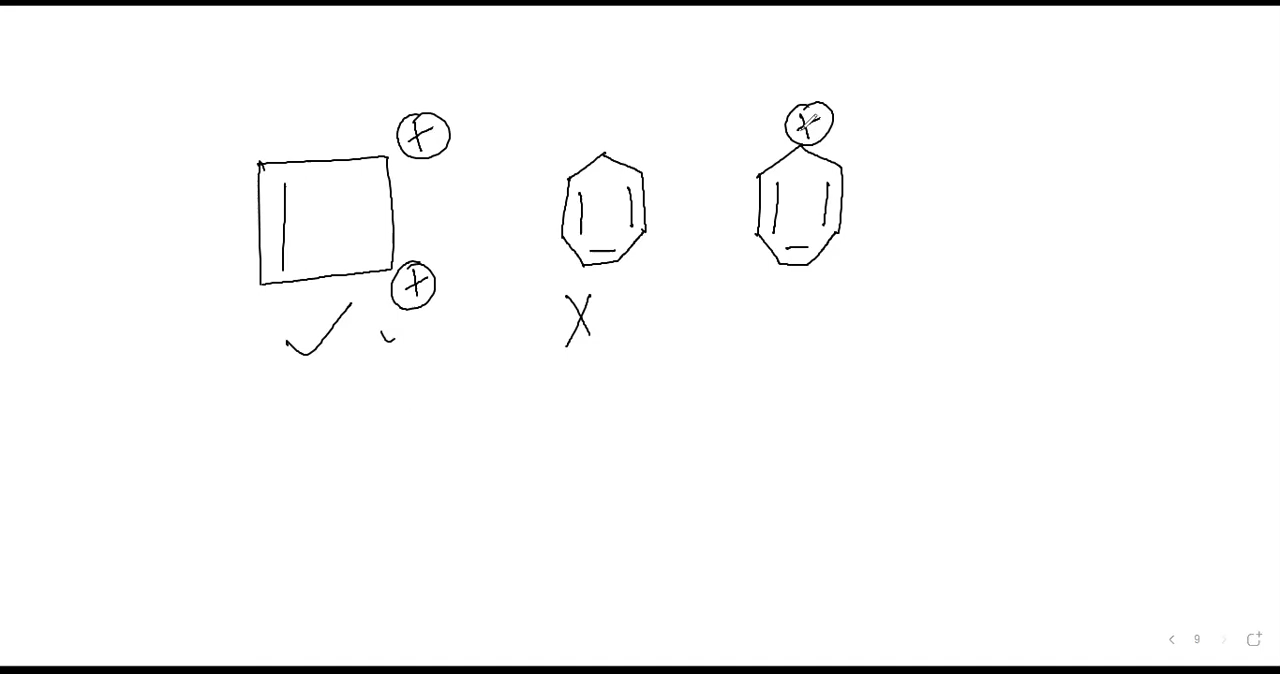 + +
+
X
< 9 >